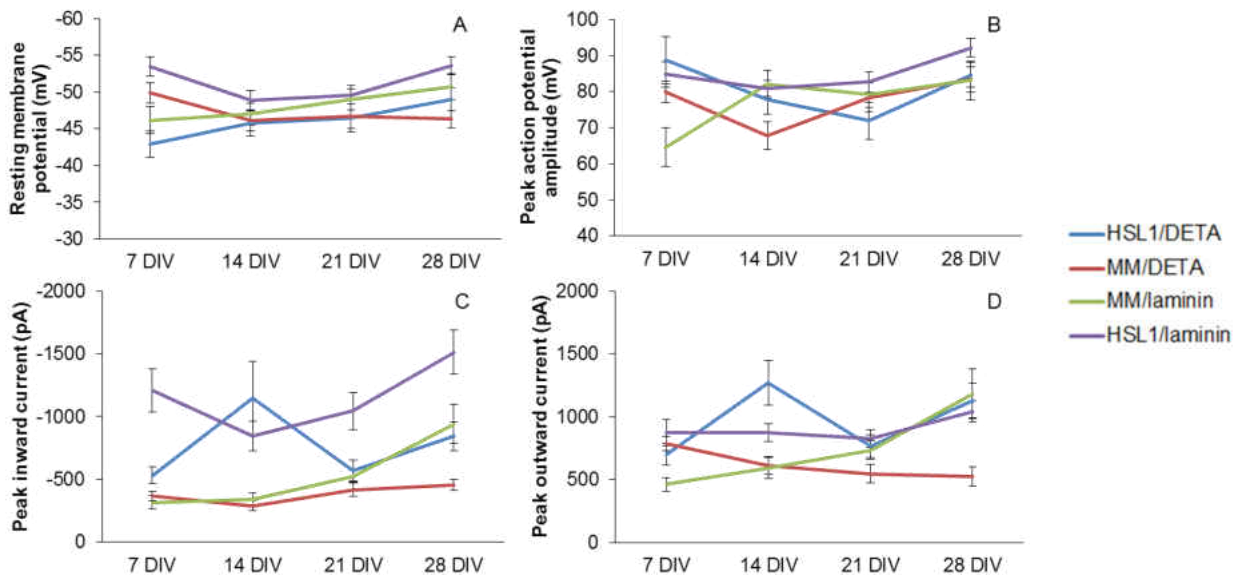 A
Resting membrane
potential (mV)
-60
-55
-50
-45
-40
-35
-30
7 DIV 14 DIV 21 DIV 28 DIV
B
Peak action potential
amplitude (mV)
100
90
80
70
60
50
40
7 DIV 14 DIV 21 DIV 28 DIV
HSL1/DETA
MM/DETA
MM/laminin
HSL1/laminin
C
Peak inward current (pA)
-2000
-1500
-1000
-500
0
7 DIV 14 DIV 21 DIV 28 DIV
D
Peak outward current (pA)
2000
1500
1000
500
0
7 DIV 14 DIV 21 DIV 28 DIV